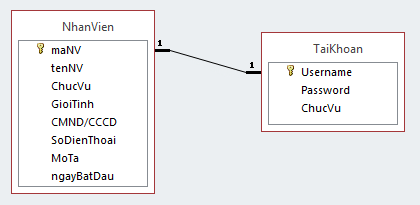 NhanVien
maNV
tenNV
ChucVu
GioiTinh
CMND/CCCD
SoDienThoai
MoTa
ngayBatDau
1
1
TaiKhoan
Username
Password
ChucVu